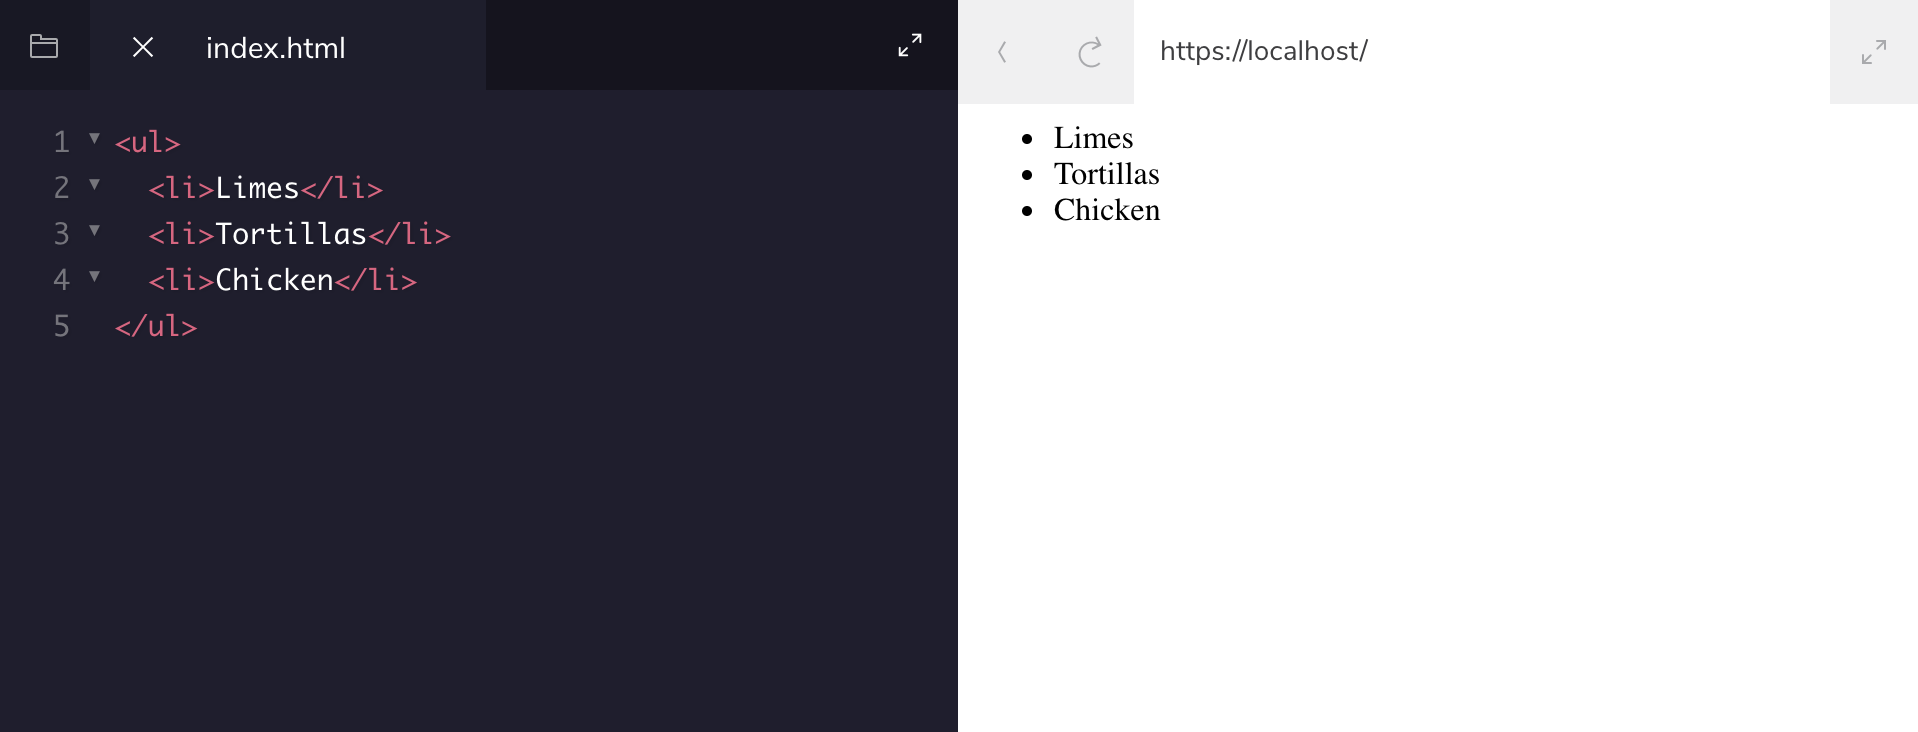 index.html
1 <ul>
2 <li>Limes</li>
3 <li>Tortillas</li>
4 <li>Chicken</li>
5 </ul>
https://localhost/
• Limes
• Tortillas
• Chicken